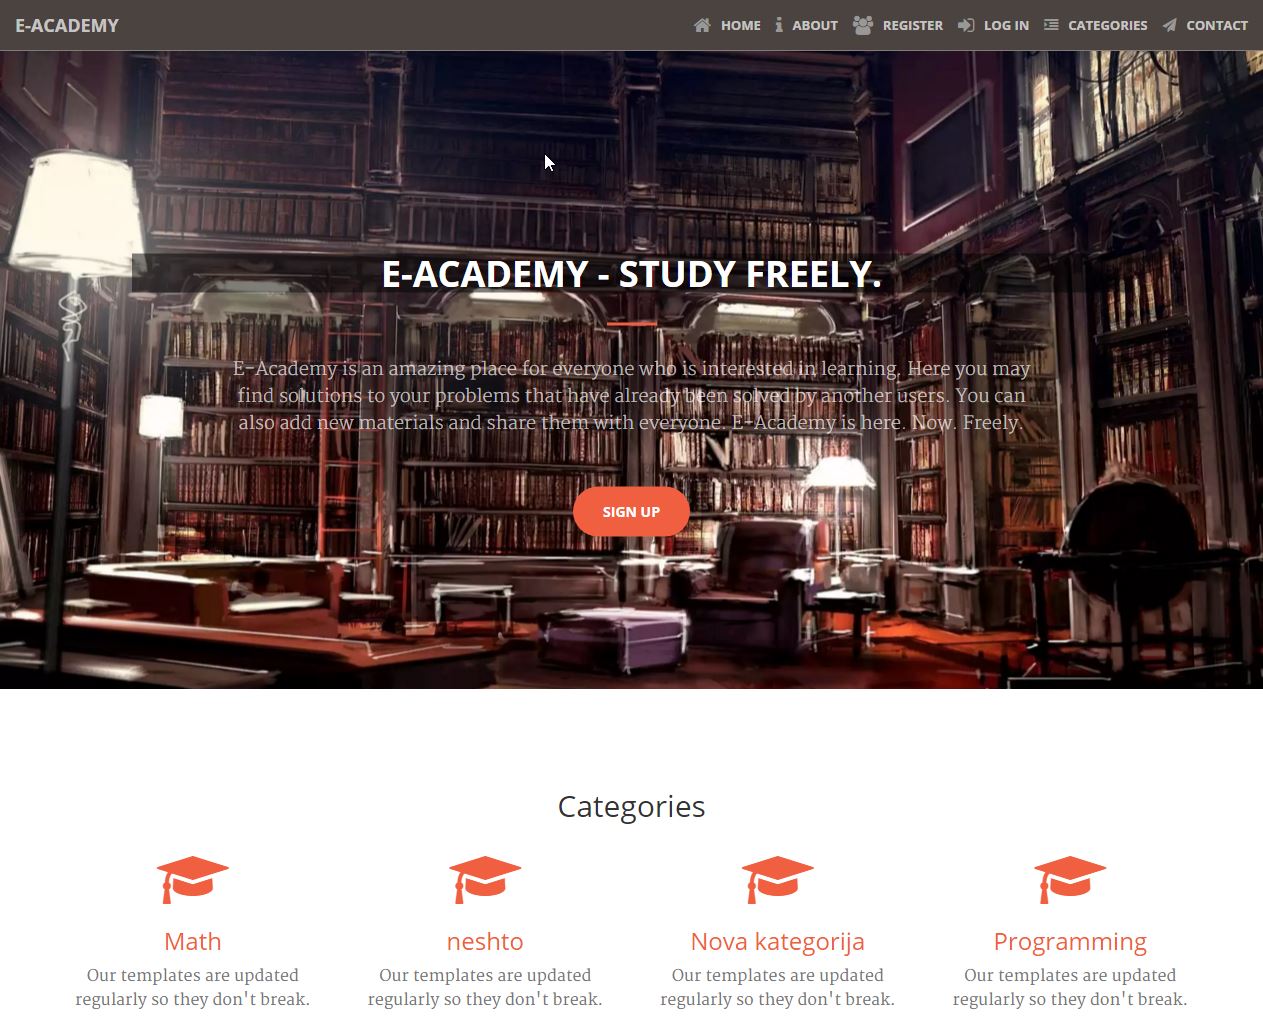 E-ACADEMY
HOME ABOUT REGISTER LOG IN CATEGORIES CONTACT
E-ACADEMY - STUDY FREELY.
E-Academy is an amazing place for everyone who is interested in learning. Here you may
find solutions to your problems that have already been solved by another users. You can
also add new materials and share them with everyone. E-Academy is here. Now. Freely.
SIGN UP
Categories
Math
Our templates are updated
regularly so they don't break.
neshto
Our templates are updated
regularly so they don't break.
Nova kategorija
Our templates are updated
regularly so they don't break.
Programming
Our templates are updated
regularly so they don't break.